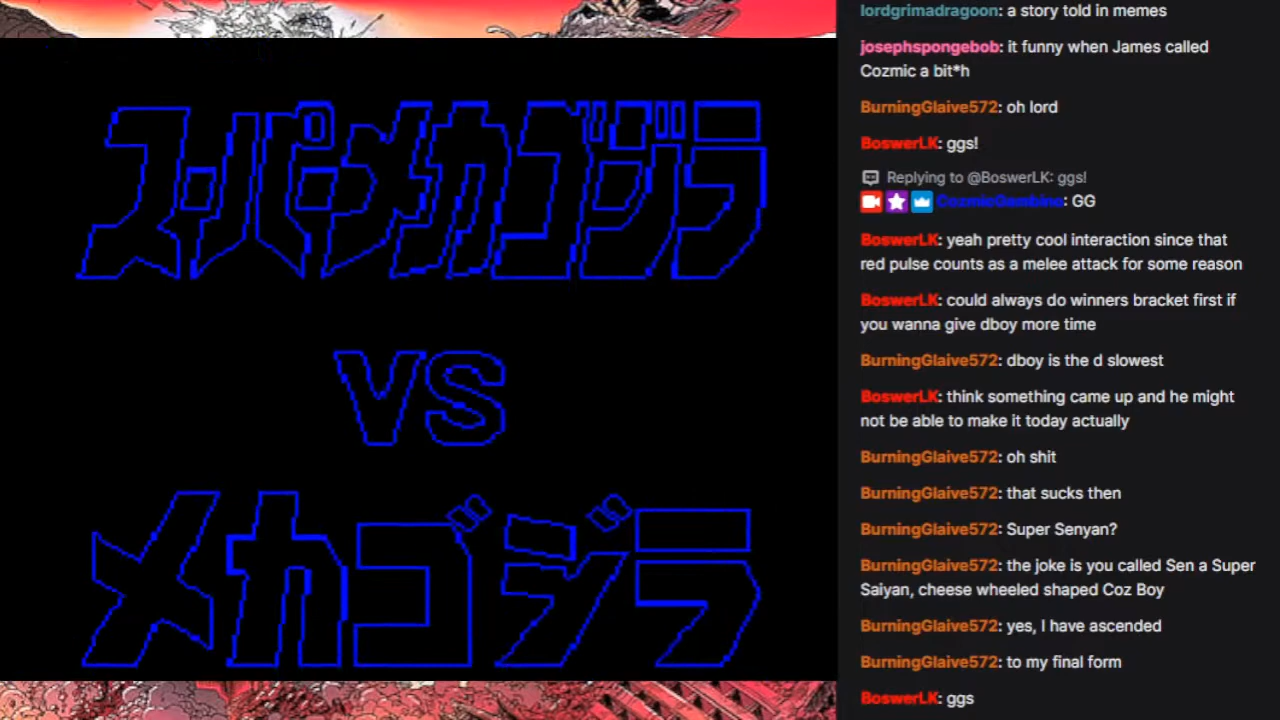 スーパーメカゴジラ
VS
メカゴジラ
lordgrimadragoon: a story told in memes
josephspongebob: it funny when James called
Cozmic a bit*h
BurningGlaive572: oh lord
BoswerLK: ggs!
Replying to @BoswerLK: ggs!
CozmicGambino: GG
BoswerLK: yeah pretty cool interaction since that
red pulse counts as a melee attack for some reason
BoswerLK: could always do winners bracket first if
you wanna give dboy more time
BurningGlaive572: dboy is the d slowest
BoswerLK: think something came up and he might
not be able to make it today actually
BurningGlaive572: oh shit
BurningGlaive572: that sucks then
BurningGlaive572: Super Senyan?
BurningGlaive572: the joke is you called Sen a Super
Saiyan, cheese wheeled shaped Coz Boy
BurningGlaive572: yes, I have ascended
BurningGlaive572: to my final form
BoswerLK: ggs